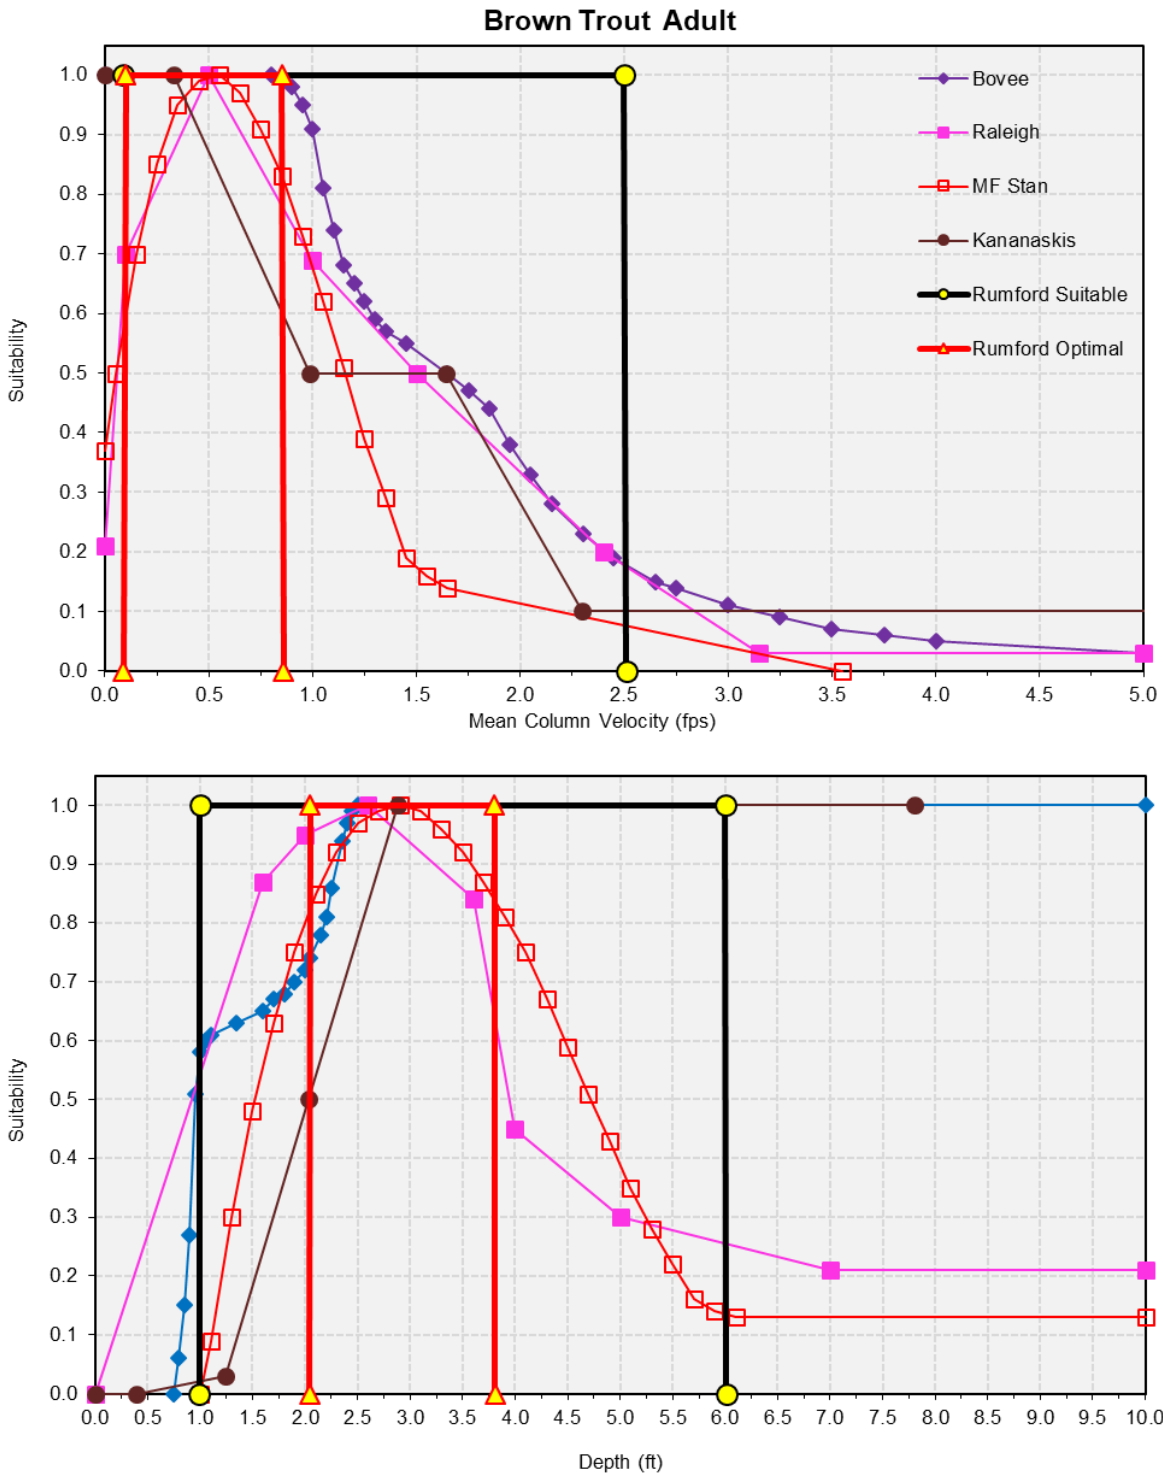 Brown Trout Adult
1.0
0.9
0.8
0.7
0.6
0.5
0.4
0.3
0.2
0.1
0.0
Suitability
Bovee
Raleigh
MF Stan
Kananaskis
Rumford Suitable
Rumford Optimal
0.0 0.5 1.0 1.5 2.0 2.5 3.0 3.5 4.0 4.5 5.0
Mean Column Velocity (fps)
1.0
0.9
0.8
0.7
0.6
0.5
0.4
0.3
0.2
0.1
0.0
Suitability
0.0 0.5 1.0 1.5 2.0 2.5 3.0 3.5 4.0 4.5 5.0 5.5 6.0 6.5 7.0 7.5 8.0 8.5 9.0 9.5 10.0
Depth (ft)